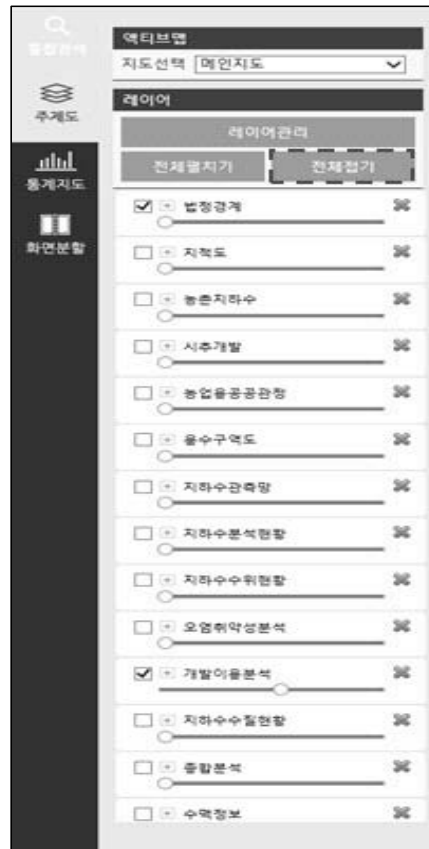 통합검색
주제도
통계지도
화면분할
액티브맵
지도선택 메인지도
레이어
레이어관리
전체펼치기 전체접기
법정경계
지적도
농촌지하수
시추개발
농업용공공관정
용수구역도
지하수관측망
지하수분석현황
지하수수위현황
오염취약성분석
개발이용분석
지하수수질현황
종합분석
수맥정보